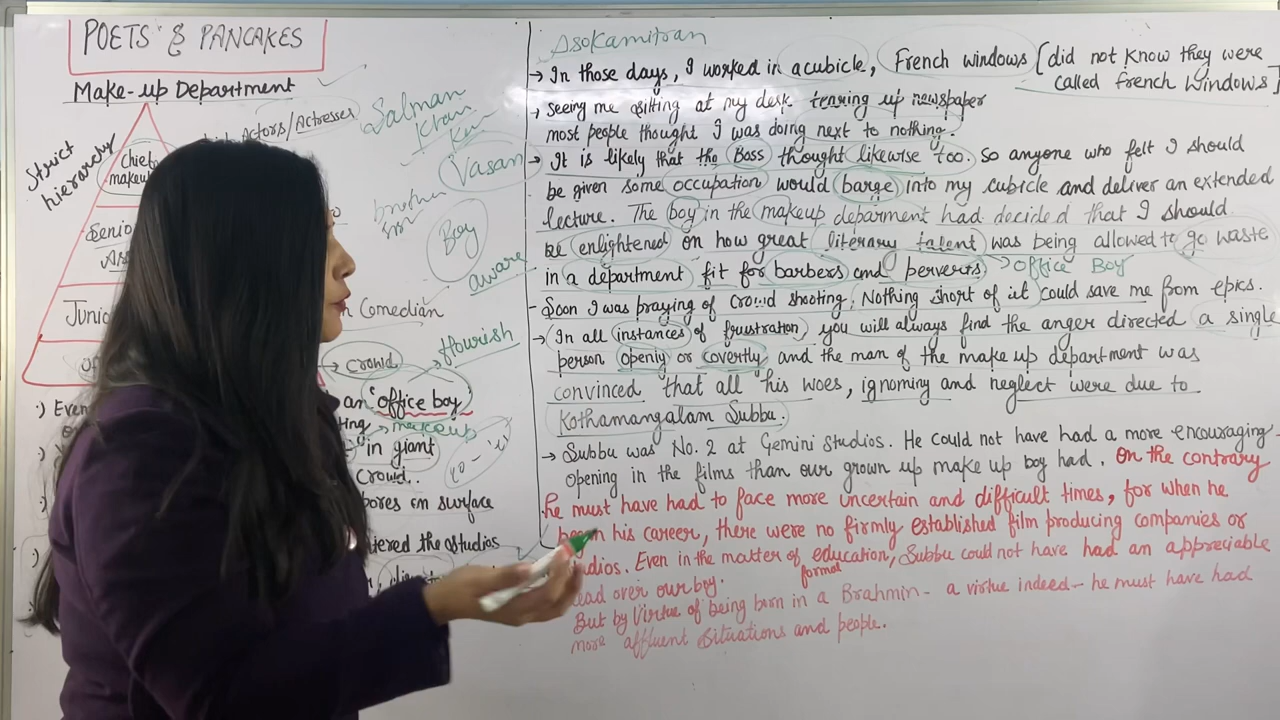 POETS & PANCAKES
Make-up Department
Strict
hierarchy
Chief
makeup
Actors/Actresses
Salman
Khan
Vasan
Boy
aware
Comedian
→ Crowd
→ flourish
an "office boy
→ makeup
in giant
Crowd.
pores on surface
the studios
Asokamitran
→ In those days, I worked in a cubicle, French windows [did not know they were
called french Windows]
→ seeing me sitting at my desk tearing up newspaper
most people thought I was doing next to nothing.
→ It is likely that the Boss thought likewise too. So anyone who felt I should
be given some occupation would barge into my cubicle and deliver an extended
lecture. The boy in the makeup deparment had decided that I should
be enlightened on how great literary talent was being allowed to go waste
in a department fit for barbers and perverts → Office Boy
- Soon I was praying of crowd shooting. Nothing short of it could save me from epics.
→ In all instances of frustration, you will always find the anger directed a single
person openly or covertly and the man of the make up department was
convinced that all his woes, ignominy and neglect were due to
Kothamangalam Subbu.
→ Subbu was No. 2 at Gemini Studios. He could not have had a more encouraging
opening in the films than our grown up make up boy had. On the contrary
he must have had to face more uncertain and difficult times, for when he
his career, there were no firmly established film producing companies or
Even in the matter of education, Subbu could not have had an appreciable
formal
over our boy.
But by Virtue of being born in a Brahmin - a virtue indeed - he must have had
more affluent Situations and people.